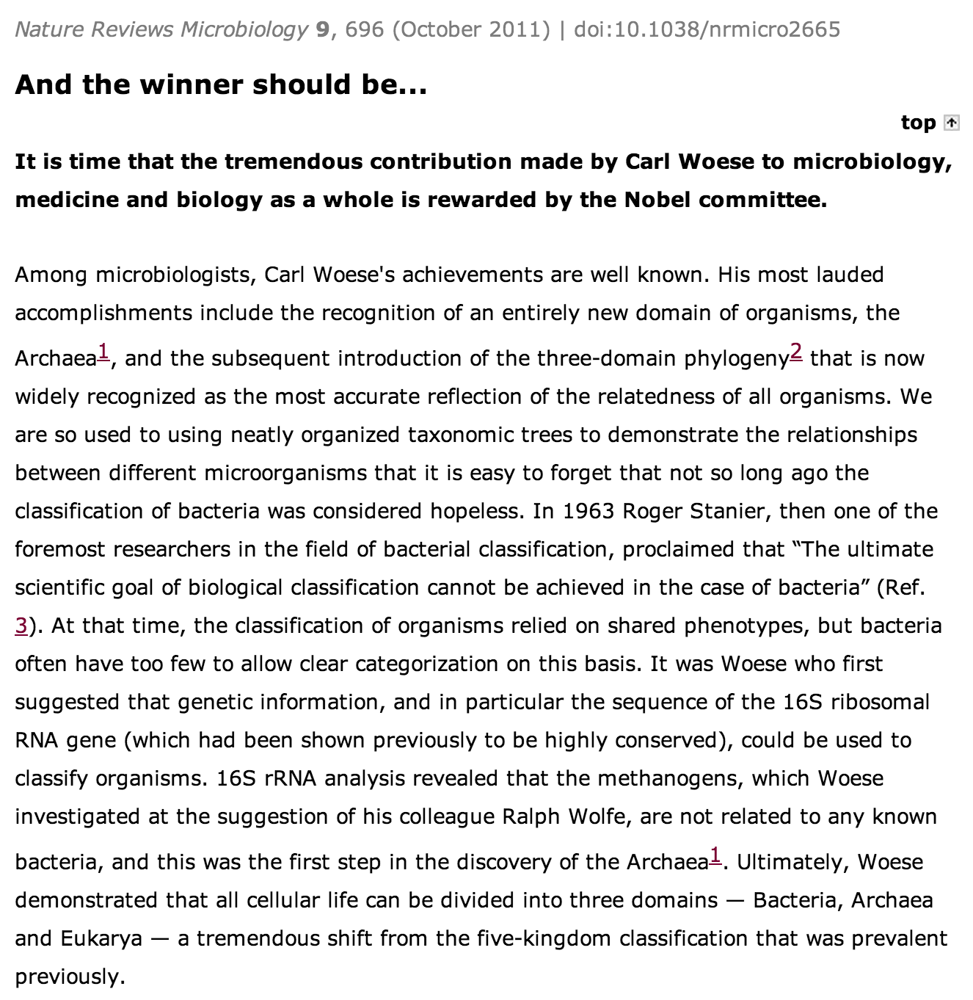 Nature Reviews Microbiology 9, 696 (October 2011) | doi:10.1038/nrmicro2665
And the winner should be...
top
It is time that the tremendous contribution made by Carl Woese to microbiology,
medicine and biology as a whole is rewarded by the Nobel committee.
Among microbiologists, Carl Woese's achievements are well known. His most lauded
accomplishments include the recognition of an entirely new domain of organisms, the
Archaea1, and the subsequent introduction of the three-domain phylogeny2 that is now
widely recognized as the most accurate reflection of the relatedness of all organisms. We
are so used to using neatly organized taxonomic trees to demonstrate the relationships
between different microorganisms that it is easy to forget that not so long ago the
classification of bacteria was considered hopeless. In 1963 Roger Stanier, then one of the
foremost researchers in the field of bacterial classification, proclaimed that “The ultimate
scientific goal of biological classification cannot be achieved in the case of bacteria” (Ref.
3). At that time, the classification of organisms relied on shared phenotypes, but bacteria
often have too few to allow clear categorization on this basis. It was Woese who first
suggested that genetic information, and in particular the sequence of the 16S ribosomal
RNA gene (which had been shown previously to be highly conserved), could be used to
classify organisms. 16S rRNA analysis revealed that the methanogens, which Woese
investigated at the suggestion of his colleague Ralph Wolfe, are not related to any known
bacteria, and this was the first step in the discovery of the Archaea1. Ultimately, Woese
demonstrated that all cellular life can be divided into three domains — Bacteria, Archaea
and Eukarya — a tremendous shift from the five-kingdom classification that was prevalent
previously.